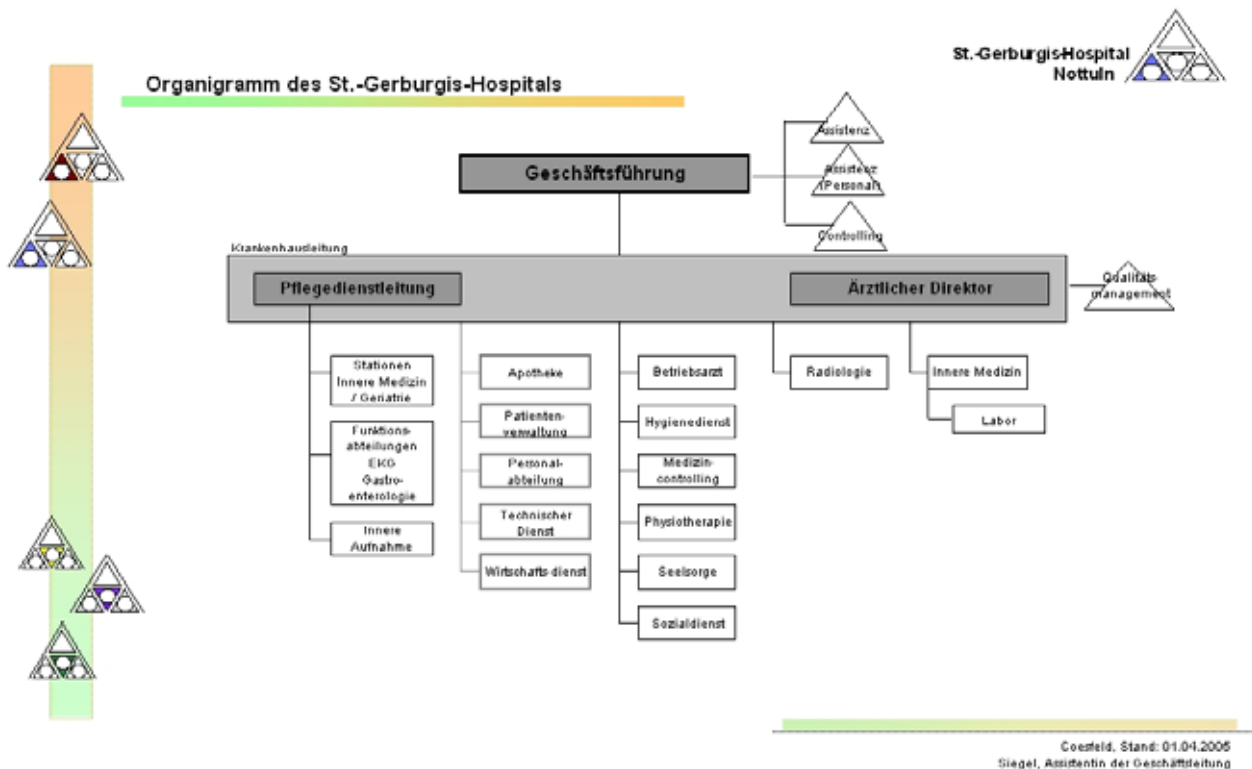 St.-Gerburgis-Hospital
Nottuln
Organigramm des St.-Gerburgis-Hospitals
Assistenz
Geschäftsführung
Assistenz
(Personal)
Controlling
Krankenhausleitung
Pflegedienstleitung
Ärztlicher Direktor
Qualitäts-
management
Stationen
Innere Medizin
/ Geriatrie
Apotheke
Betriebsarzt
Radiologie
Innere Medizin
Funktions-
abteilungen
EKG
Gastro-
enterologie
Patienten-
verwaltung
Hygienedienst
Labor
Personal-
abteilung
Medizin-
controlling
Innere
Aufnahme
Technischer
Dienst
Physiotherapie
Wirtschafts-dienst
Seelsorge
Sozialdienst
Coesfeld, Stand: 01.04.2005
Siegel, Assistentin der Geschäftsleitung